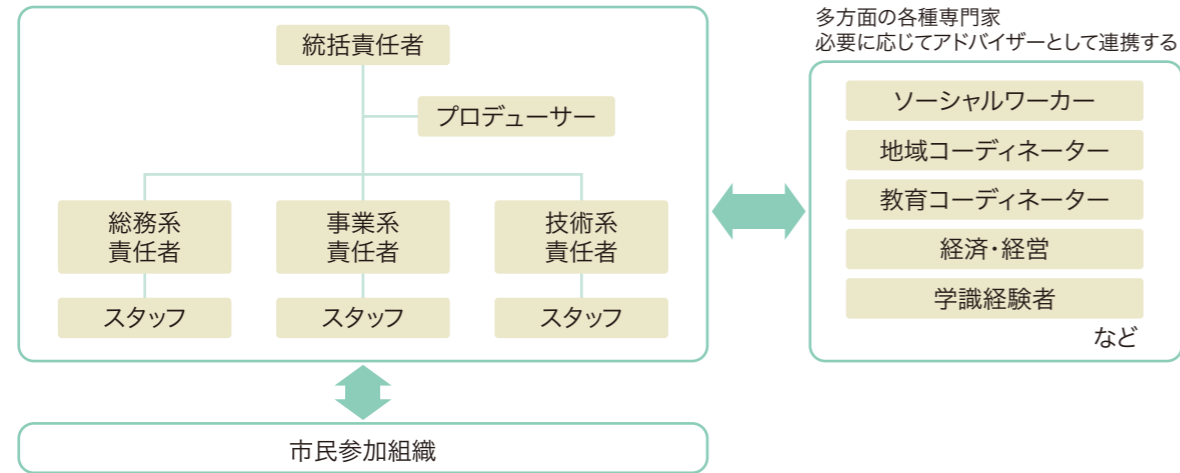 統括責任者
プロデューサー
総務系
責任者
事業系
責任者
技術系
責任者
スタッフ
スタッフ
スタッフ
市民参加組織
多方面の各種専門家
必要に応じてアドバイザーとして連携する
ソーシャルワーカー
地域コーディネーター
教育コーディネーター
経済・経営
学識経験者
など